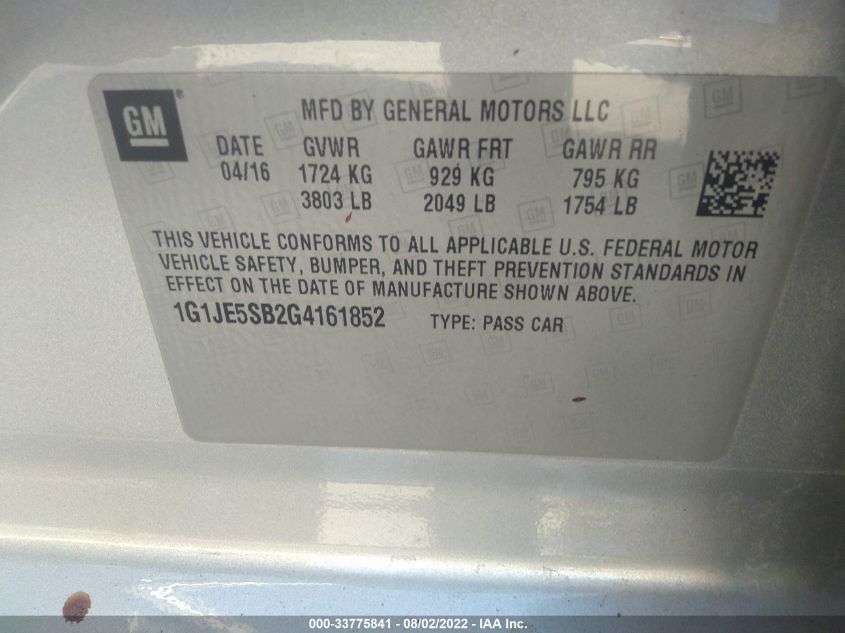 GM
MFD BY GENERAL MOTORS LLC
DATE GVWR GAWR FRT GAWR RR
04/16 1724 KG 929 KG 795 KG
3803 LB 2049 LB 1754 LB
THIS VEHICLE CONFORMS TO ALL APPLICABLE U.S. FEDERAL MOTOR
VEHICLE SAFETY, BUMPER, AND THEFT PREVENTION STANDARDS IN
EFFECT ON THE DATE OF MANUFACTURE SHOWN ABOVE.
1G1JE5SB2G4161852 TYPE: PASS CAR
000-33775841 - 08/02/2022 - IAA Inc.